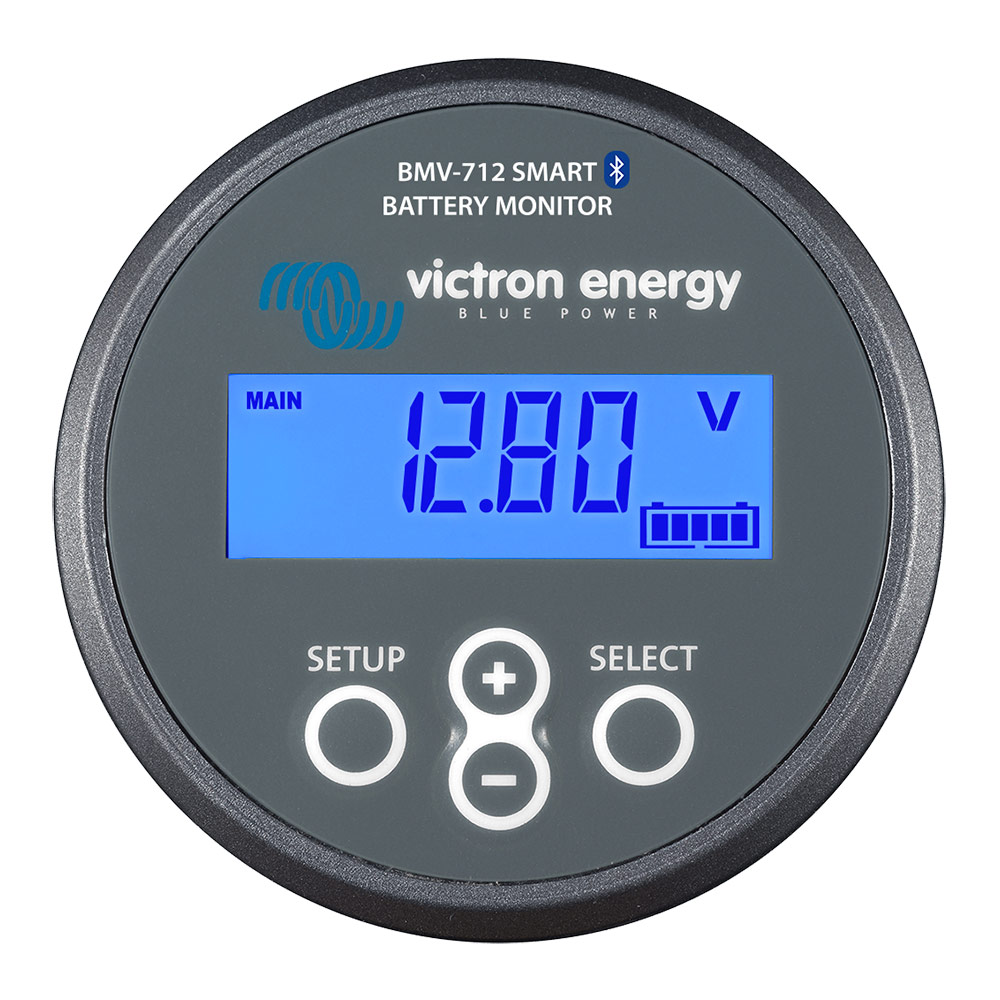 BMV-712 SMART
BATTERY MONITOR
victron energy
BLUE POWER
MAIN 12.80 V
SETUP + SELECT
-